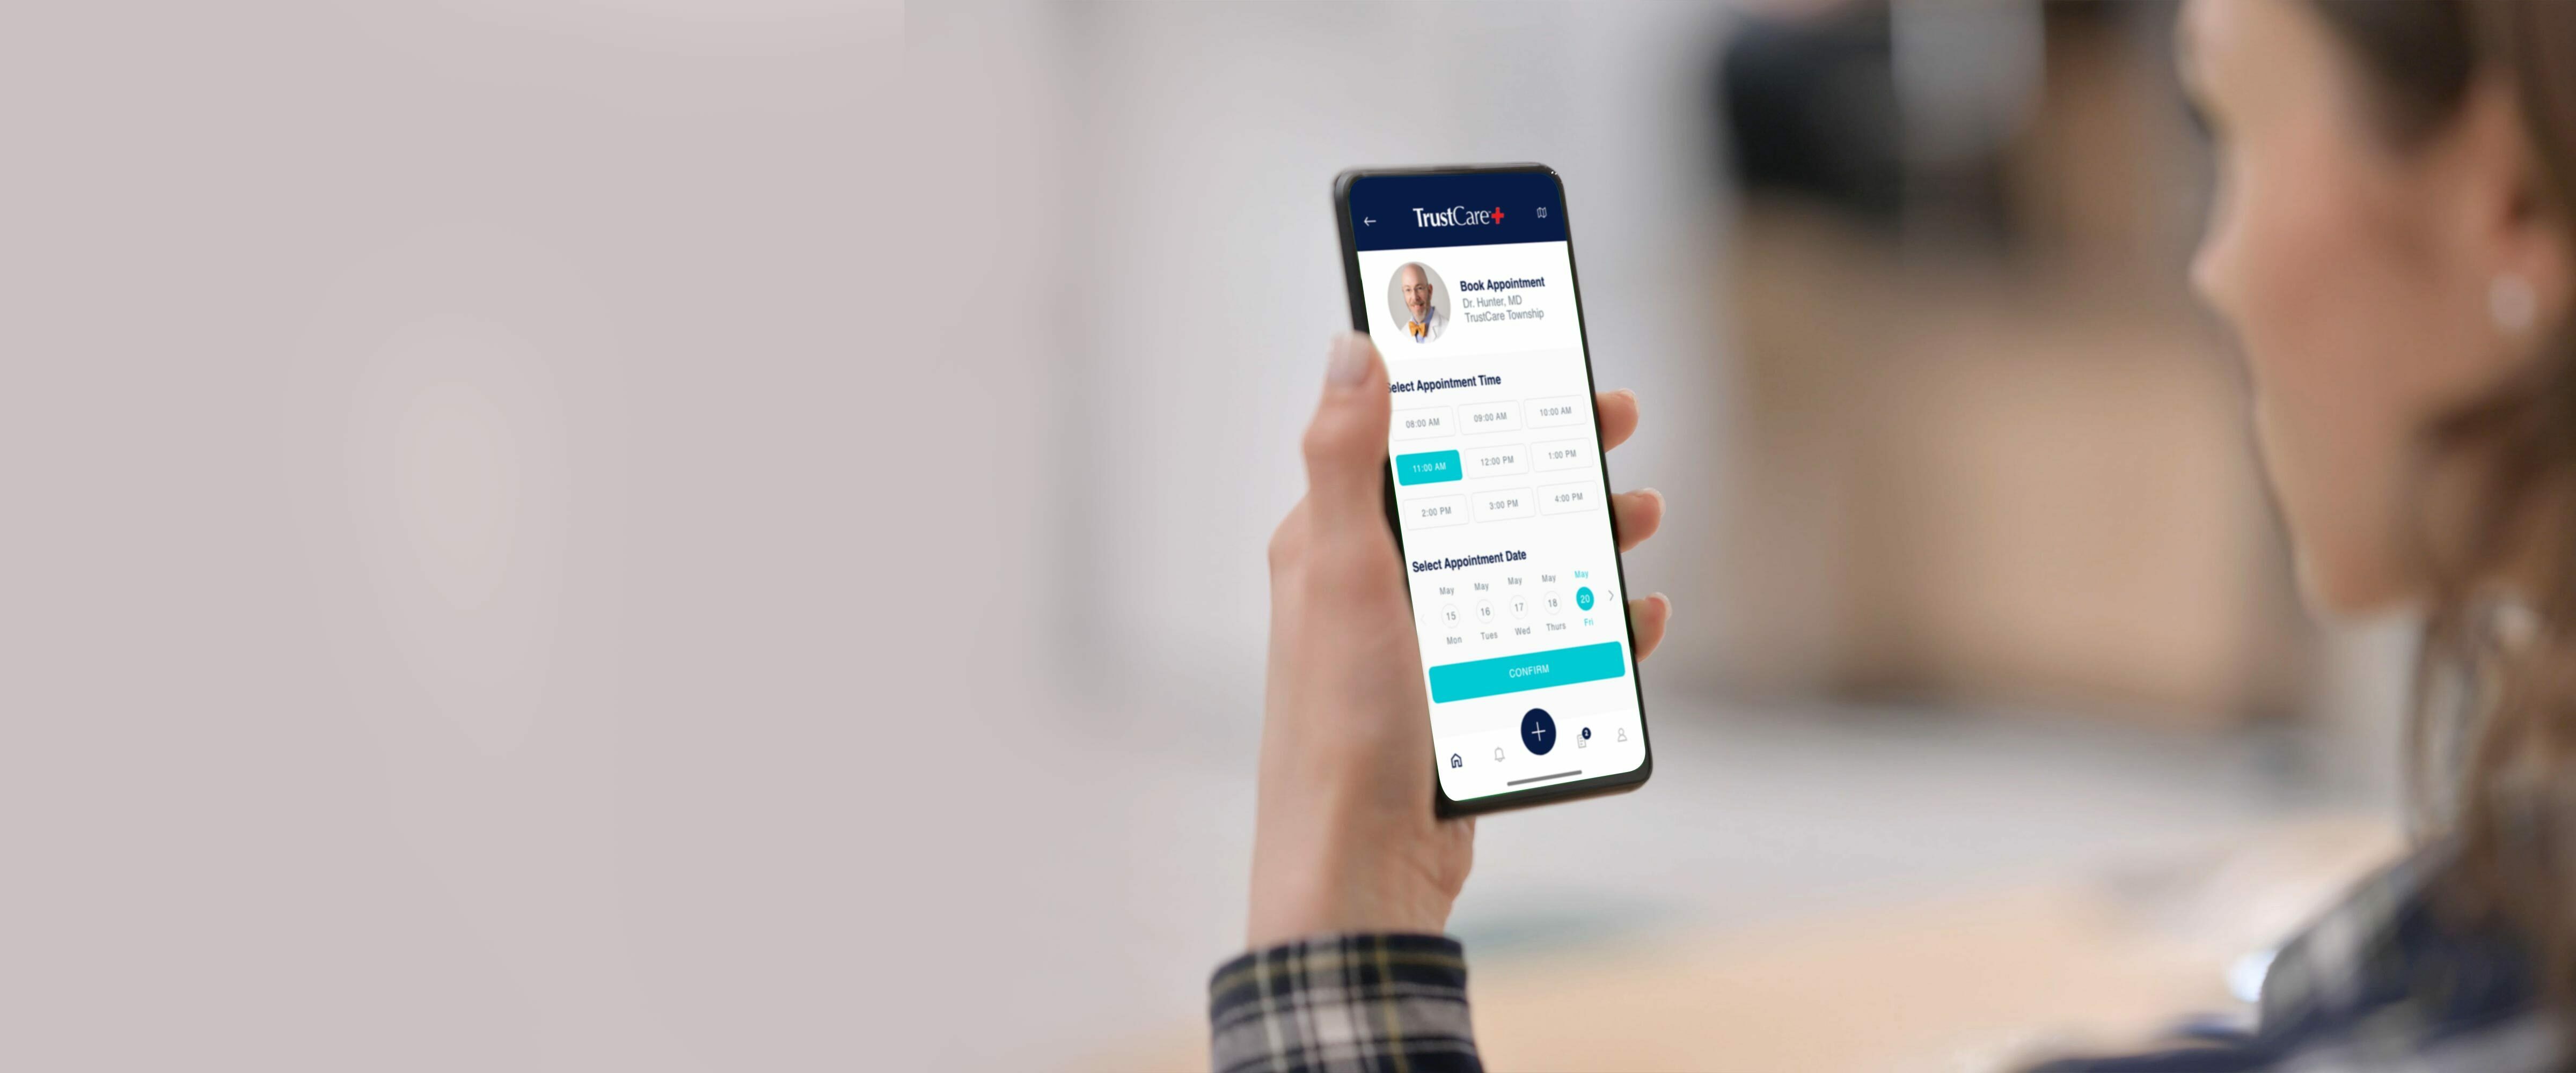 TrustCare+
Book Appointment
Dr. Hunter, MD
TrustCare Township
Select Appointment Time
08:00 AM 09:00 AM 10:00 AM
11:00 AM 12:00 PM 1:00 PM
2:00 PM 3:00 PM 4:00 PM
Select Appointment Date
May May May May May
15 16 17 18 20
Mon Tues Wed Thurs Fri
CONFIRM